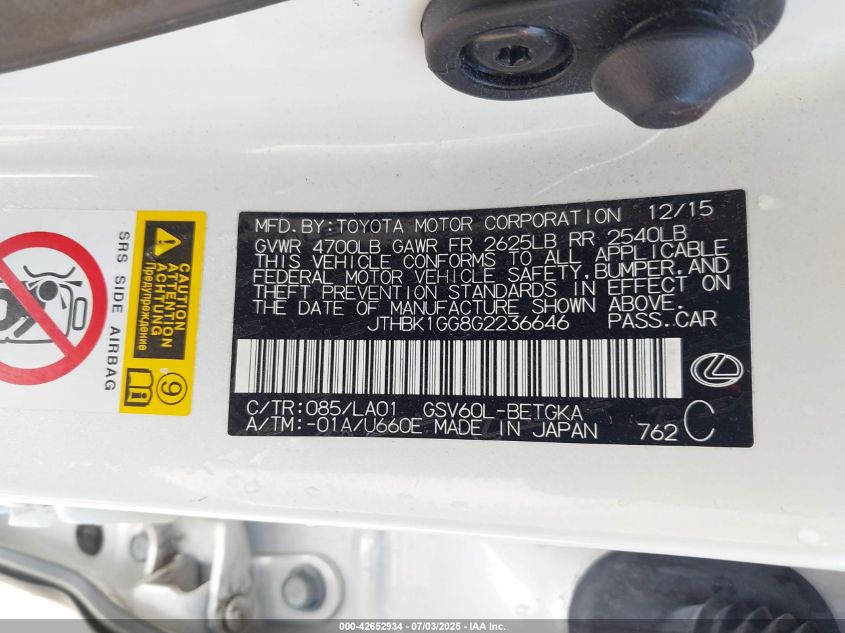 MFD. BY: TOYOTA MOTOR CORPORATION 12/15
GVWR 4700LB GAWR FR 2625LB RR 2540LB
THIS VEHICLE CONFORMS TO ALL APPLICABLE
FEDERAL MOTOR VEHICLE SAFETY, BUMPER, AND
THEFT PREVENTION STANDARDS IN EFFECT ON
THE DATE OF MANUFACTURE SHOWN ABOVE.
JTHBK1GG8G2236646 PASS.CAR
C/TR: 085/LA01 GSV60L-BETGKA
A/TM: -01A/U660E MADE IN JAPAN 762 C
SRS SIDE AIRBAG
CAUTION
ATTENTION
ACHTUNG
Предупреждение
9
000-42652934 - 07/03/2025 - IAA Inc.